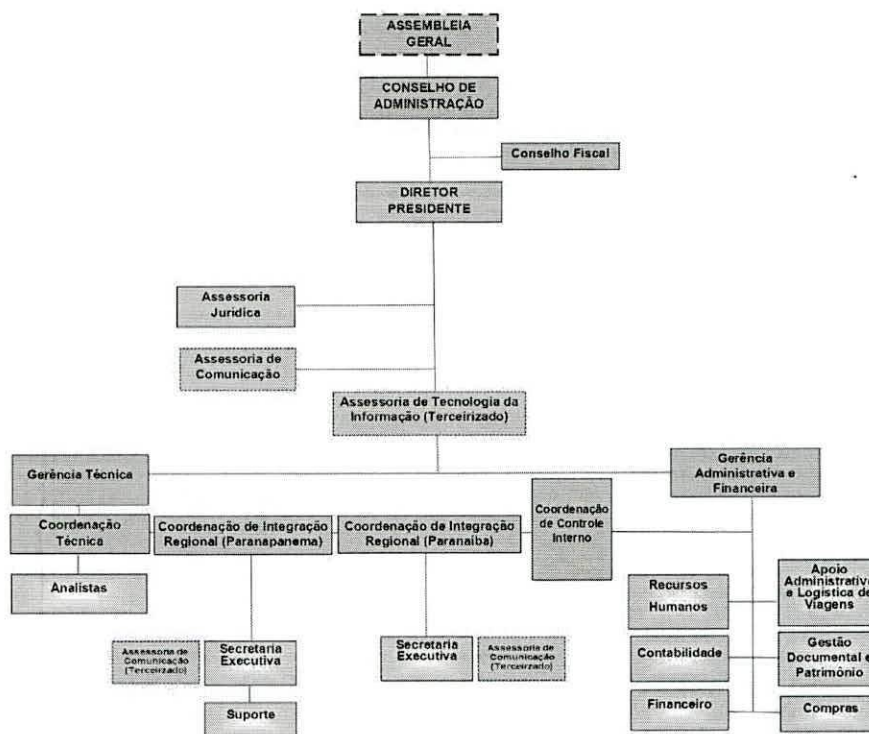 ASSEMBLEIA
GERAL
CONSELHO DE
ADMINISTRAÇÃO
Conselho Fiscal
DIRETOR
PRESIDENTE
Assessoria
Jurídica
Assessoria de
Comunicação
Assessoria de Tecnologia da
Informação (Terceirizado)
Gerência Técnica
Gerência
Administrativa e
Financeira
Coordenação
Técnica
Coordenação de Integração
Regional (Paranapanema)
Coordenação de Integração
Regional (Paranaíba)
Coordenação
de Controle
Interno
Analistas
Recursos
Humanos
Apoio
Administrativo
e Logística de
Viagens
Assessoria de
Comunicação
(Terceirizado)
Secretaria
Executiva
Secretaria
Executiva
Assessoria de
Comunicação
(Terceirizado)
Contabilidade
Gestão
Documental e
Patrimônio
Suporte
Financeiro
Compras